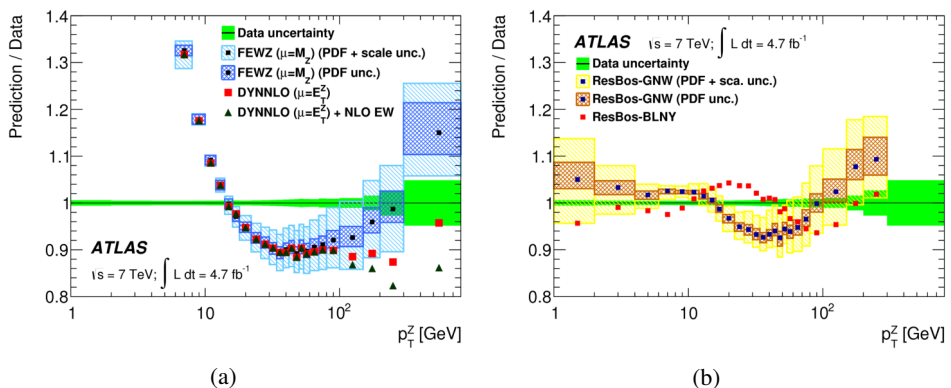 Prediction / Data
1.4
1.3
1.2
1.1
1
0.9
0.8
Data uncertainty
FEWZ (μ=M_Z) (PDF + scale unc.)
FEWZ (μ=M_Z) (PDF unc.)
DYNNLO (μ=E_T^Z)
DYNNLO (μ=E_T^Z) + NLO EW
ATLAS
√s = 7 TeV; ∫ L dt = 4.7 fb⁻¹
1 10 10²
p_T^Z [GeV]
(a)
Prediction / Data
1.4
1.3
1.2
1.1
1
0.9
0.8
ATLAS √s = 7 TeV; ∫ L dt = 4.7 fb⁻¹
Data uncertainty
ResBos-GNW (PDF + sca. unc.)
ResBos-GNW (PDF unc.)
ResBos-BLNY
1 10 10²
p_T^Z [GeV]
(b)